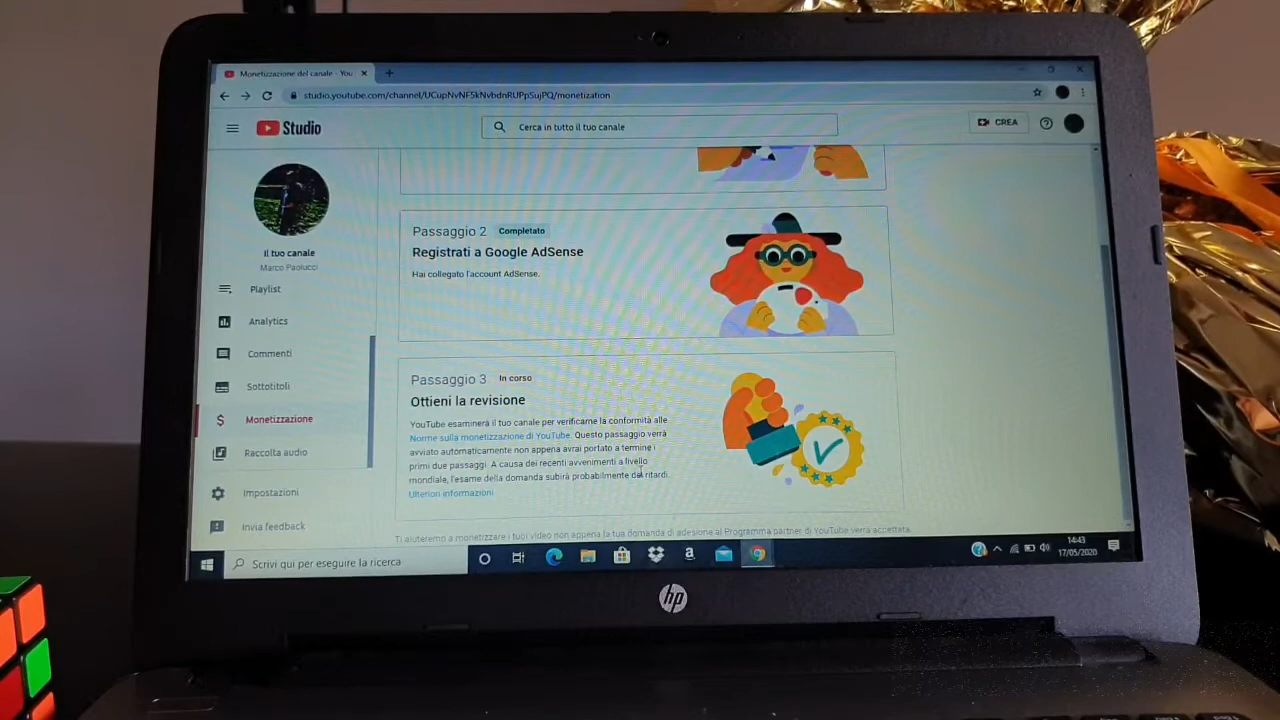 Monetizzazione del canale - You
studio.youtube.com/channel/UCupNvNF5kNvbdnRUPpSujPQ/monetization
Studio
Cerca in tutto il tuo canale
CREA
Il tuo canale
Marco Paolucci
Playlist
Analytics
Commenti
Sottotitoli
Monetizzazione
Raccolta audio
Impostazioni
Invia feedback
Passaggio 2 Completato
Registrati a Google AdSense
Hai collegato l'account AdSense.
Passaggio 3 In corso
Ottieni la revisione
YouTube esaminerà il tuo canale per verificarne la conformità alle
Norme sulla monetizzazione di YouTube. Questo passaggio verrà
avviato automaticamente non appena avrai portato a termine i
primi due passaggi. A causa dei recenti avvenimenti a livello
mondiale, l'esame della domanda subirà probabilmente dei ritardi.
Ulteriori informazioni
Ti aiuteremo a monetizzare i tuoi video non appena la tua domanda di adesione al Programma partner di YouTube verrà accettata.
Scrivi qui per eseguire la ricerca
14:43
17/05/2020
hp